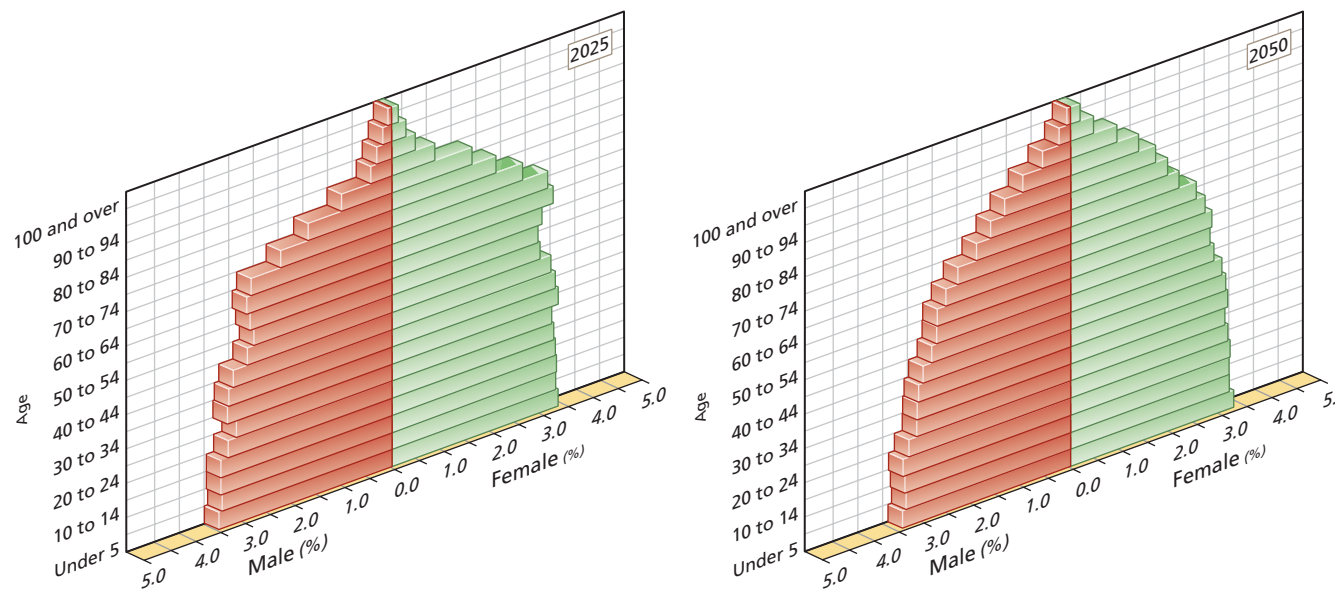 2025
100 and over
90 to 94
80 to 84
70 to 74
60 to 64
50 to 54
40 to 44
30 to 34
20 to 24
10 to 14
Under 5
Age
5.0 4.0 3.0 2.0 1.0 0.0 1.0 2.0 3.0 4.0 5.0
Male (%)
Female (%)
2050
100 and over
90 to 94
80 to 84
70 to 74
60 to 64
50 to 54
40 to 44
30 to 34
20 to 24
10 to 14
Under 5
Age
5.0 4.0 3.0 2.0 1.0 0.0 1.0 2.0 3.0 4.0 5.
Male (%)
Female (%)